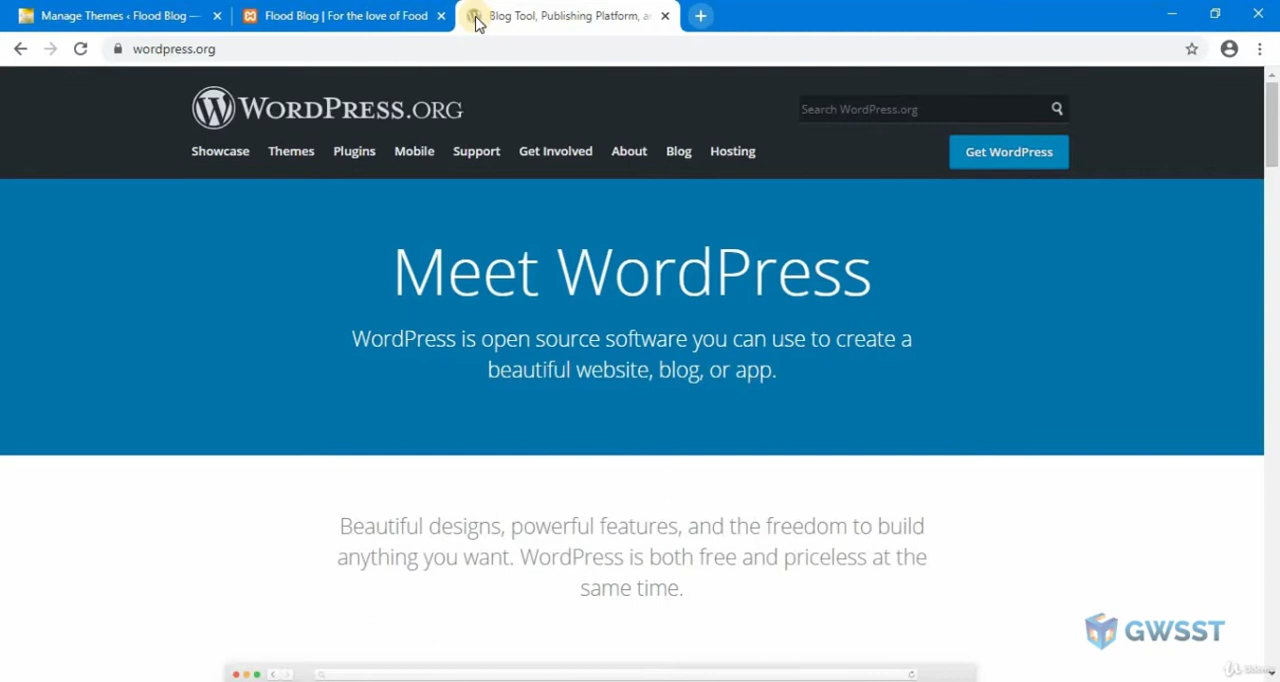 Manage Themes ‹ Flood Blog —
Flood Blog | For the love of Food
Blog Tool, Publishing Platform, a
wordpress.org
WORDPRESS.ORG
Search WordPress.org
Showcase Themes Plugins Mobile Support Get Involved About Blog Hosting
Get WordPress
Meet WordPress
WordPress is open source software you can use to create a
beautiful website, blog, or app.
Beautiful designs, powerful features, and the freedom to build
anything you want. WordPress is both free and priceless at the
same time.
GWSST
Udemy